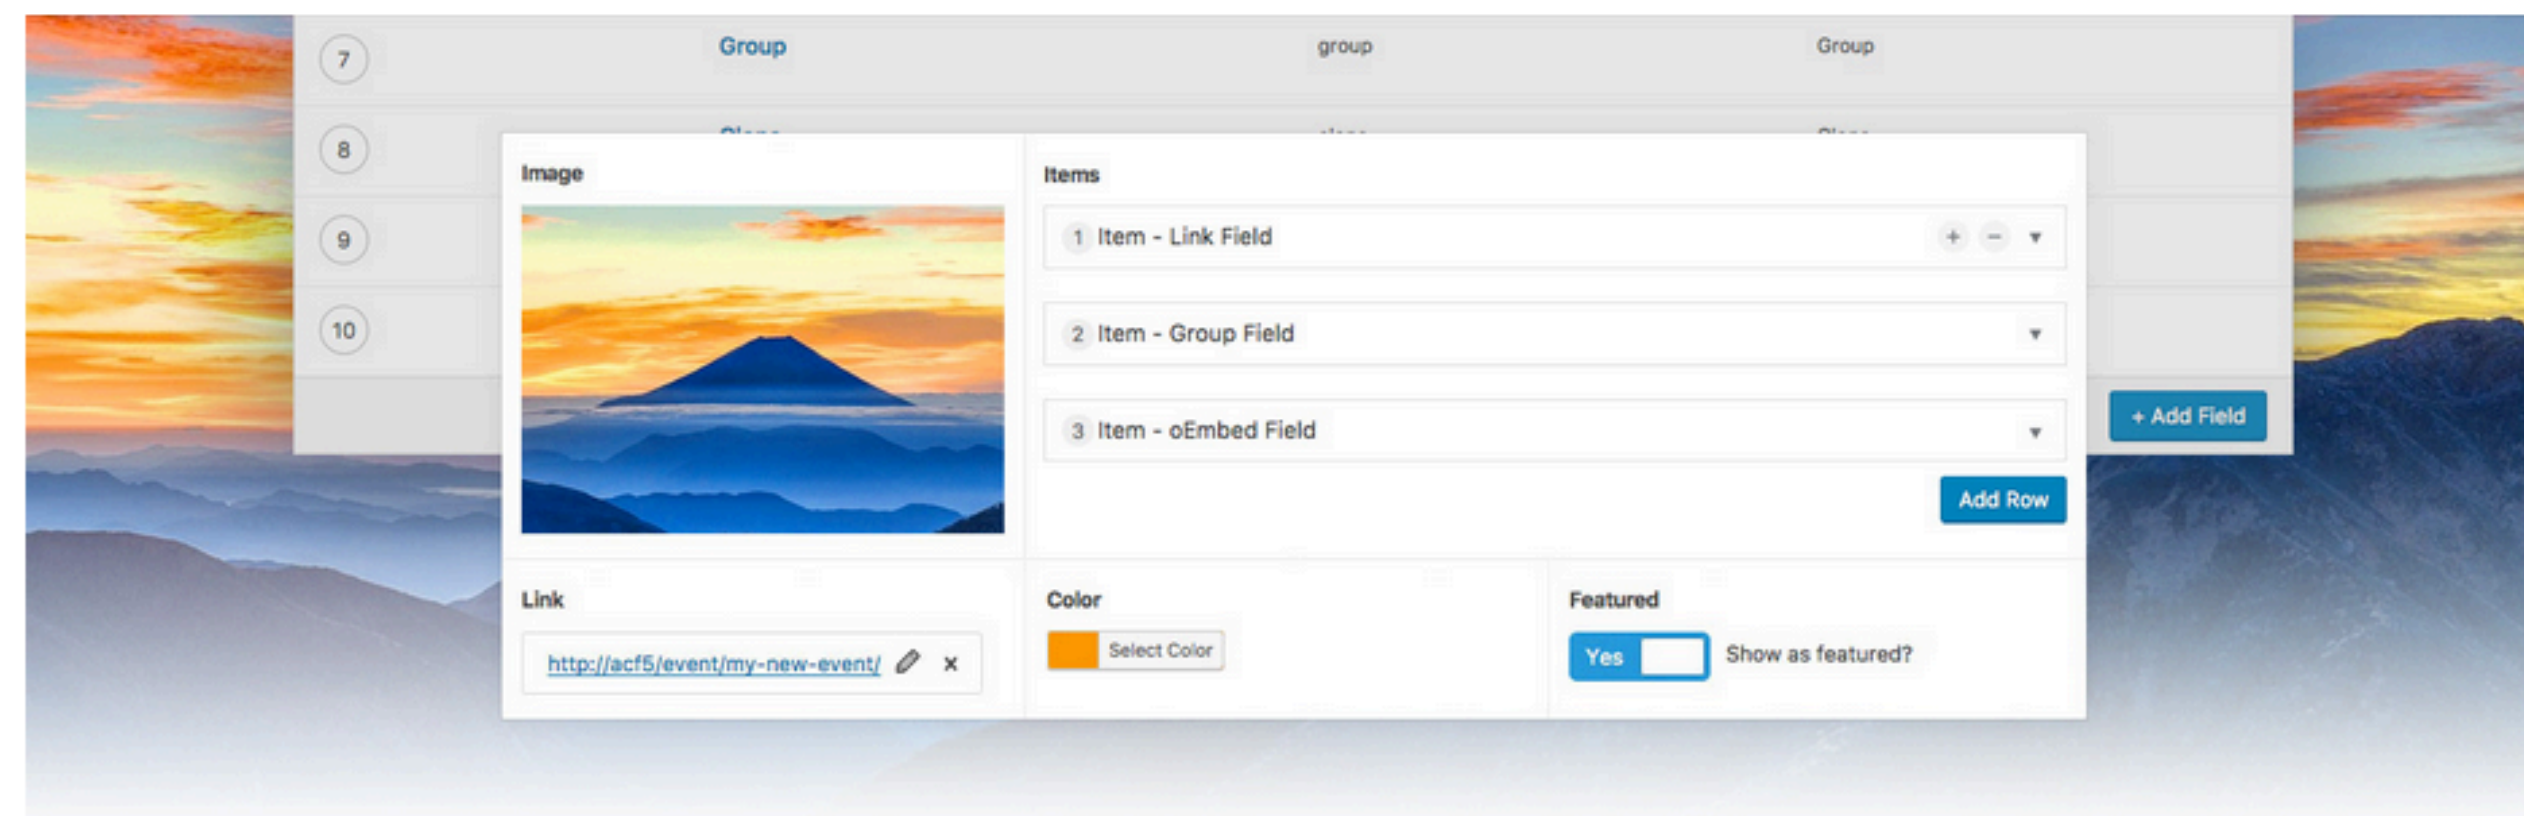 7 Group group Group
8
9
10
+ Add Field
Image
Items
1 Item - Link Field + −
2 Item - Group Field
3 Item - oEmbed Field
Add Row
Link
http://acf5/event/my-new-event/ ×
Color
Select Color
Featured
Yes Show as featured?